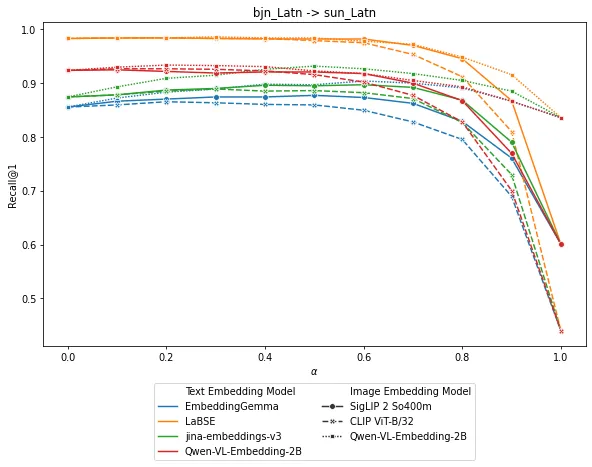 bjn_Latn -> sun_Latn
Recall@1
1.0
0.9
0.8
0.7
0.6
0.5
0.0 0.2 0.4 0.6 0.8 1.0
α
Text Embedding Model Image Embedding Model
EmbeddingGemma SigLIP 2 So400m
LaBSE CLIP ViT-B/32
jina-embeddings-v3 Qwen-VL-Embedding-2B
Qwen-VL-Embedding-2B